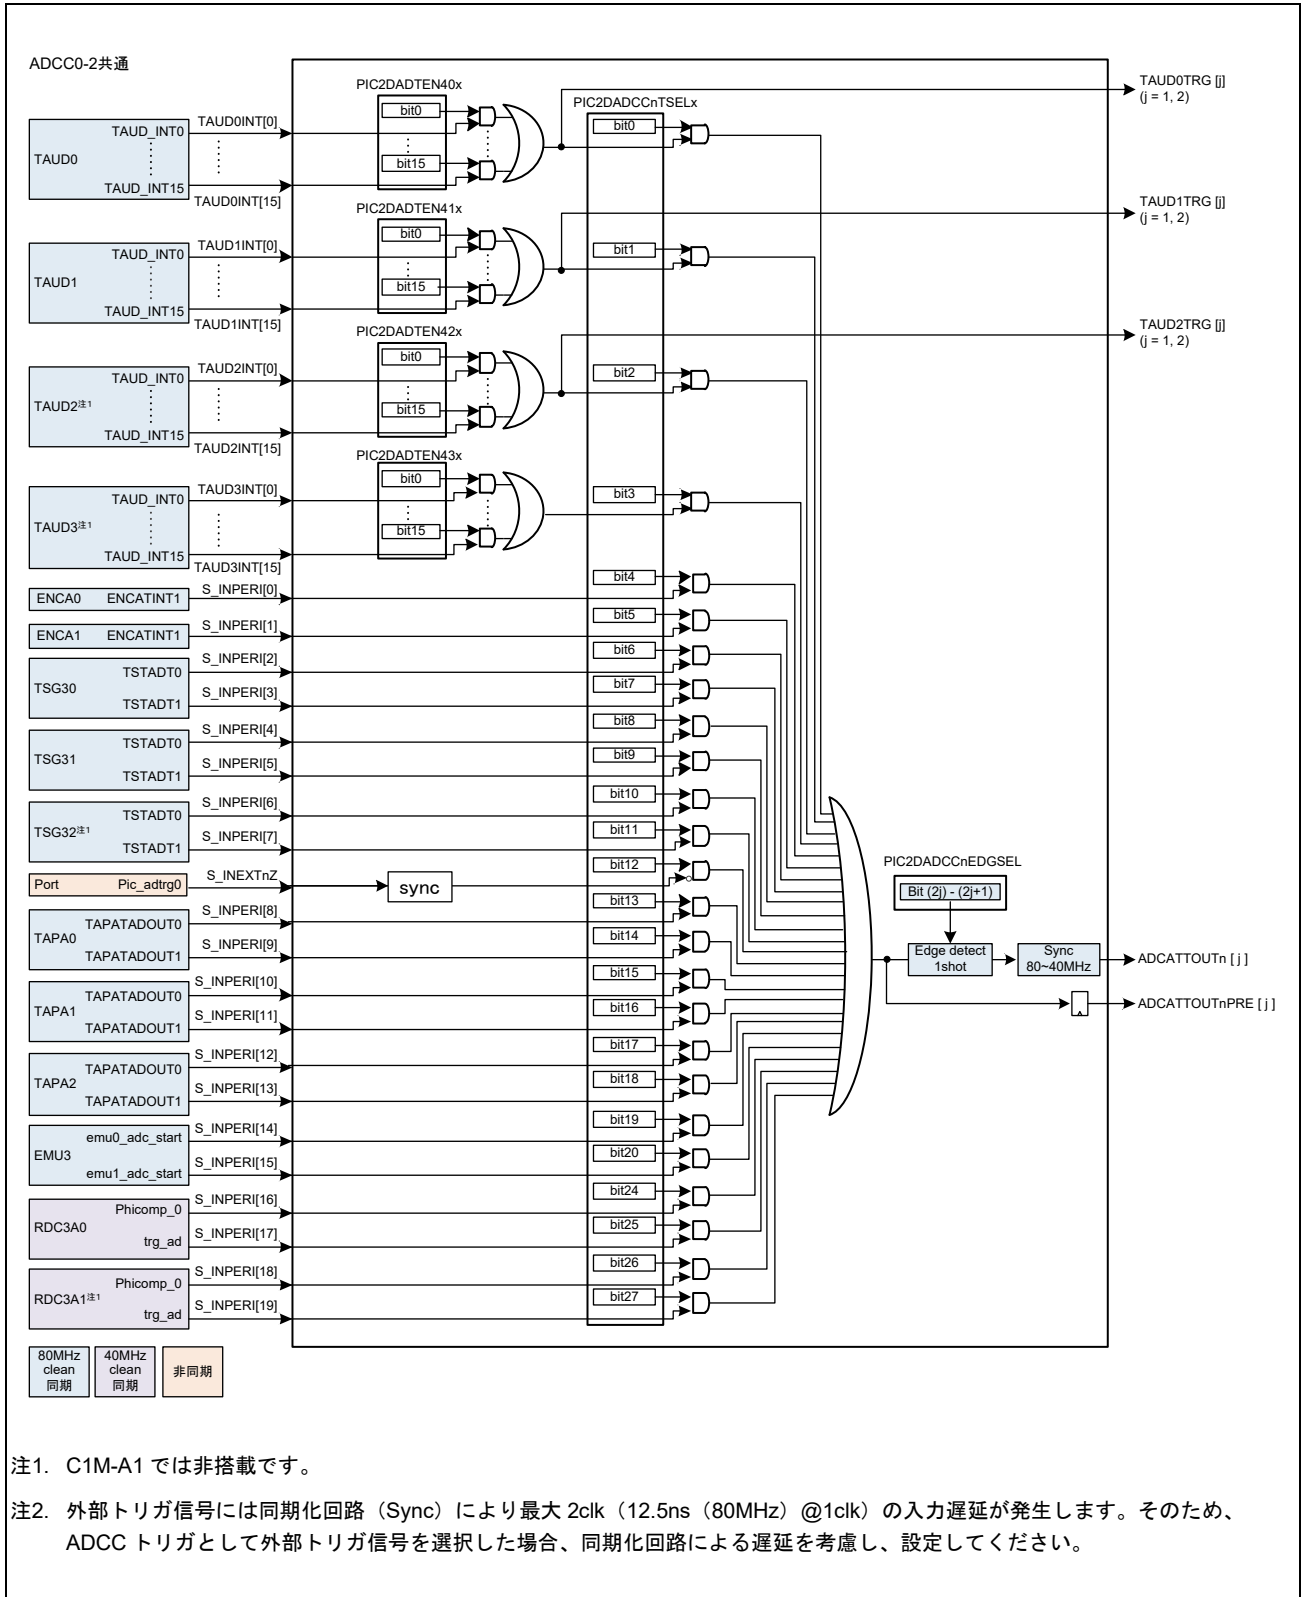 ADCC0-2共通
PIC2DADTEN40x
bit0
bit15
PIC2DADCCnTSELx
bit0
TAUD0TRG [j]
(j = 1, 2)
TAUD0
TAUD_INT0
TAUD_INT15
TAUD0INT[0]
TAUD0INT[15]
PIC2DADTEN41x
bit0
bit15
bit1
TAUD1TRG [j]
(j = 1, 2)
TAUD1
TAUD_INT0
TAUD_INT15
TAUD1INT[0]
TAUD1INT[15]
PIC2DADTEN42x
bit0
bit15
bit2
TAUD2TRG [j]
(j = 1, 2)
TAUD2注1
TAUD_INT0
TAUD_INT15
TAUD2INT[0]
TAUD2INT[15]
PIC2DADTEN43x
bit0
bit15
bit3
TAUD3注1
TAUD_INT0
TAUD_INT15
TAUD3INT[0]
TAUD3INT[15]
ENCA0 ENCATINT1 S_INPERI[0] bit4
ENCA1 ENCATINT1 S_INPERI[1] bit5
TSG30
TSTADT0 S_INPERI[2] bit6
TSTADT1 S_INPERI[3] bit7
TSG31
TSTADT0 S_INPERI[4] bit8
TSTADT1 S_INPERI[5] bit9
TSG32注1
TSTADT0 S_INPERI[6] bit10
TSTADT1 S_INPERI[7] bit11
Port Pic_adtrg0 S_INEXTnZ sync bit12
TAPA0
TAPATADOUT0 S_INPERI[8] bit13
TAPATADOUT1 S_INPERI[9] bit14
TAPA1
TAPATADOUT0 S_INPERI[10] bit15
TAPATADOUT1 S_INPERI[11] bit16
TAPA2
TAPATADOUT0 S_INPERI[12] bit17
TAPATADOUT1 S_INPERI[13] bit18
EMU3
emu0_adc_start S_INPERI[14] bit19
emu1_adc_start S_INPERI[15] bit20
RDC3A0
Phicomp_0 S_INPERI[16] bit24
trg_ad S_INPERI[17] bit25
RDC3A1注1
Phicomp_0 S_INPERI[18] bit26
trg_ad S_INPERI[19] bit27
PIC2DADCCnEDGSEL
Bit (2j) - (2j+1)
Edge detect
1shot
Sync
80~40MHz
ADCATTOUTn [ j ]
ADCATTOUTnPRE [ j ]
80MHz
clean
同期
40MHz
clean
同期
非同期
注1. C1M-A1 では非搭載です。
注2. 外部トリガ信号には同期化回路（Sync）により最大 2clk（12.5ns（80MHz）@1clk）の入力遅延が発生します。そのため、
ADCC トリガとして外部トリガ信号を選択した場合、同期化回路による遅延を考慮し、設定してください。